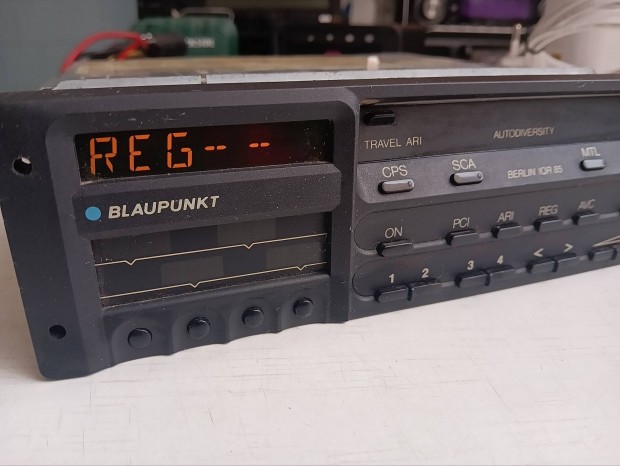 REG--
BLAUPUNKT
TRAVEL ARI
AUTODIVERSITY
CPS SCA BERLIN IQR 85 MTL
ON PCI ARI REG AVC
1 2 3 4 < >